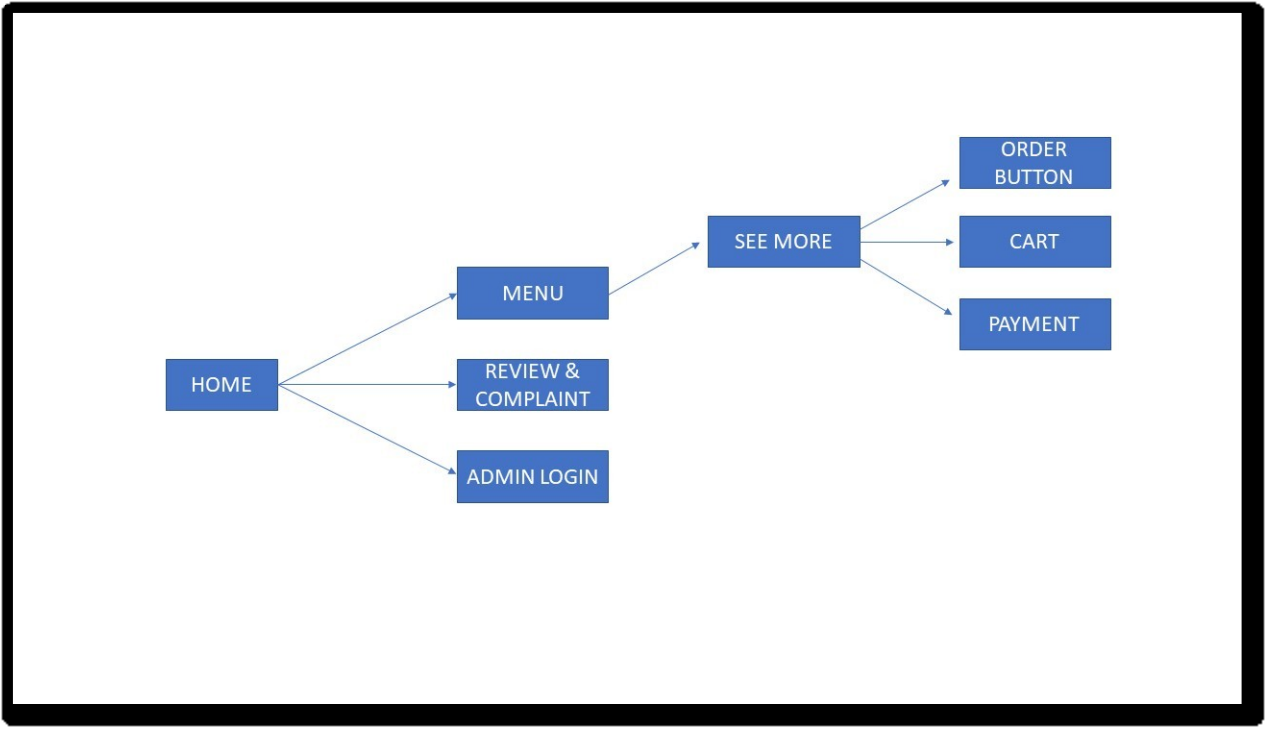 HOME
MENU
REVIEW &
COMPLAINT
ADMIN LOGIN
SEE MORE
ORDER
BUTTON
CART
PAYMENT